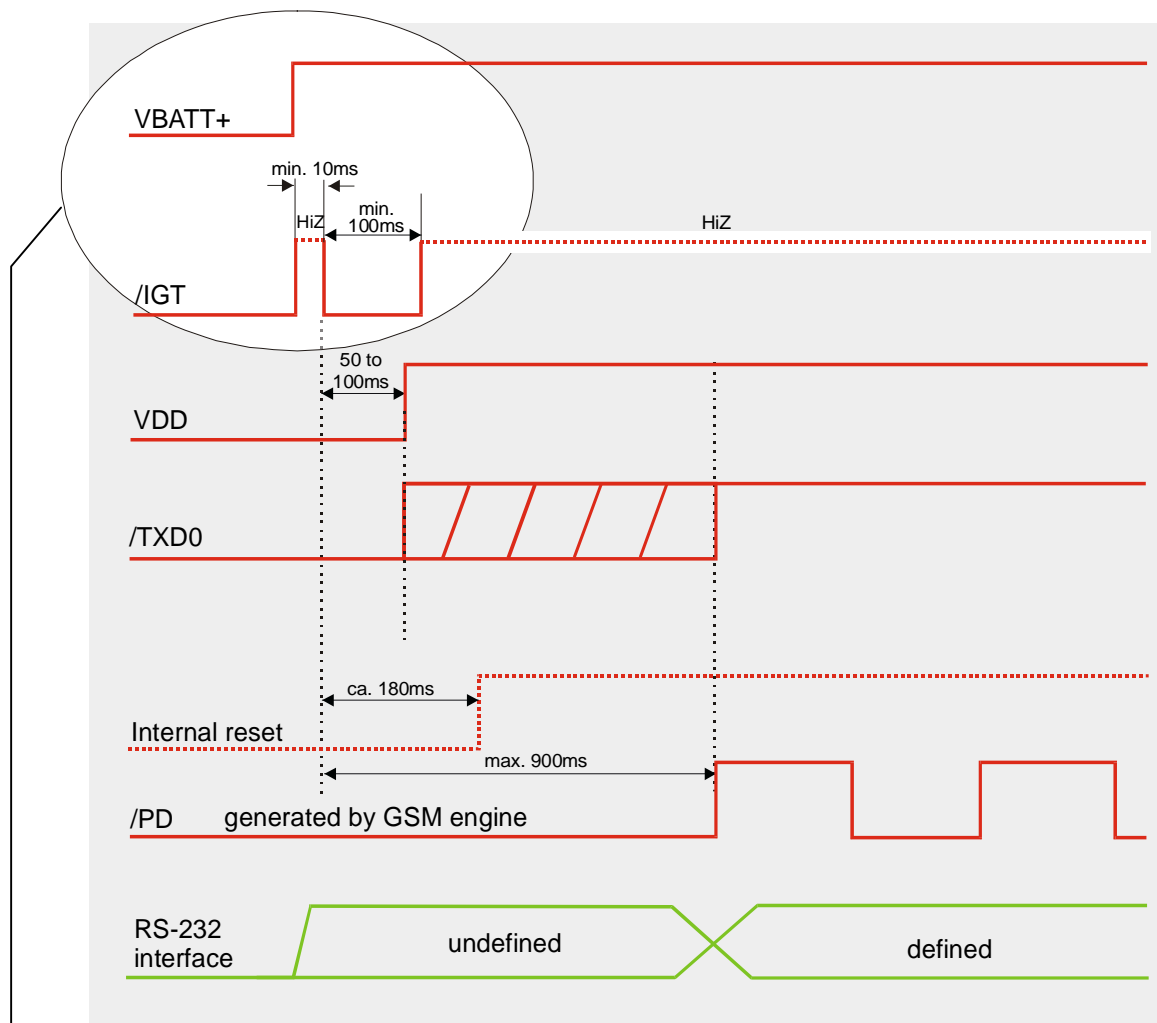 VBATT+
min. 10ms
HiZ
min.
100ms
HiZ
/IGT
50 to
100ms
VDD
/TXD0
ca. 180ms
Internal reset
max. 900ms
/PD generated by GSM engine
RS-232
interface
undefined
defined